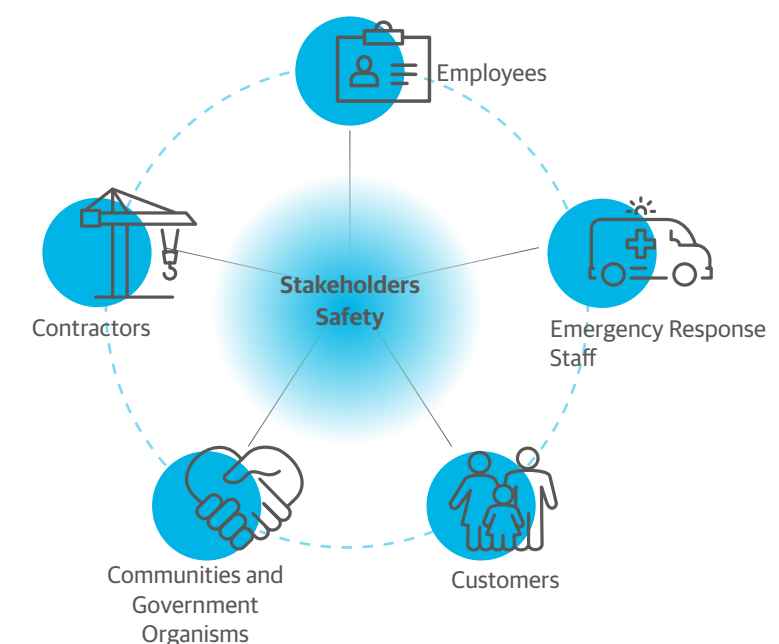 Employees
Stakeholders
Safety
Contractors
Emergency Response
Staff
Communities and
Government
Organisms
Customers